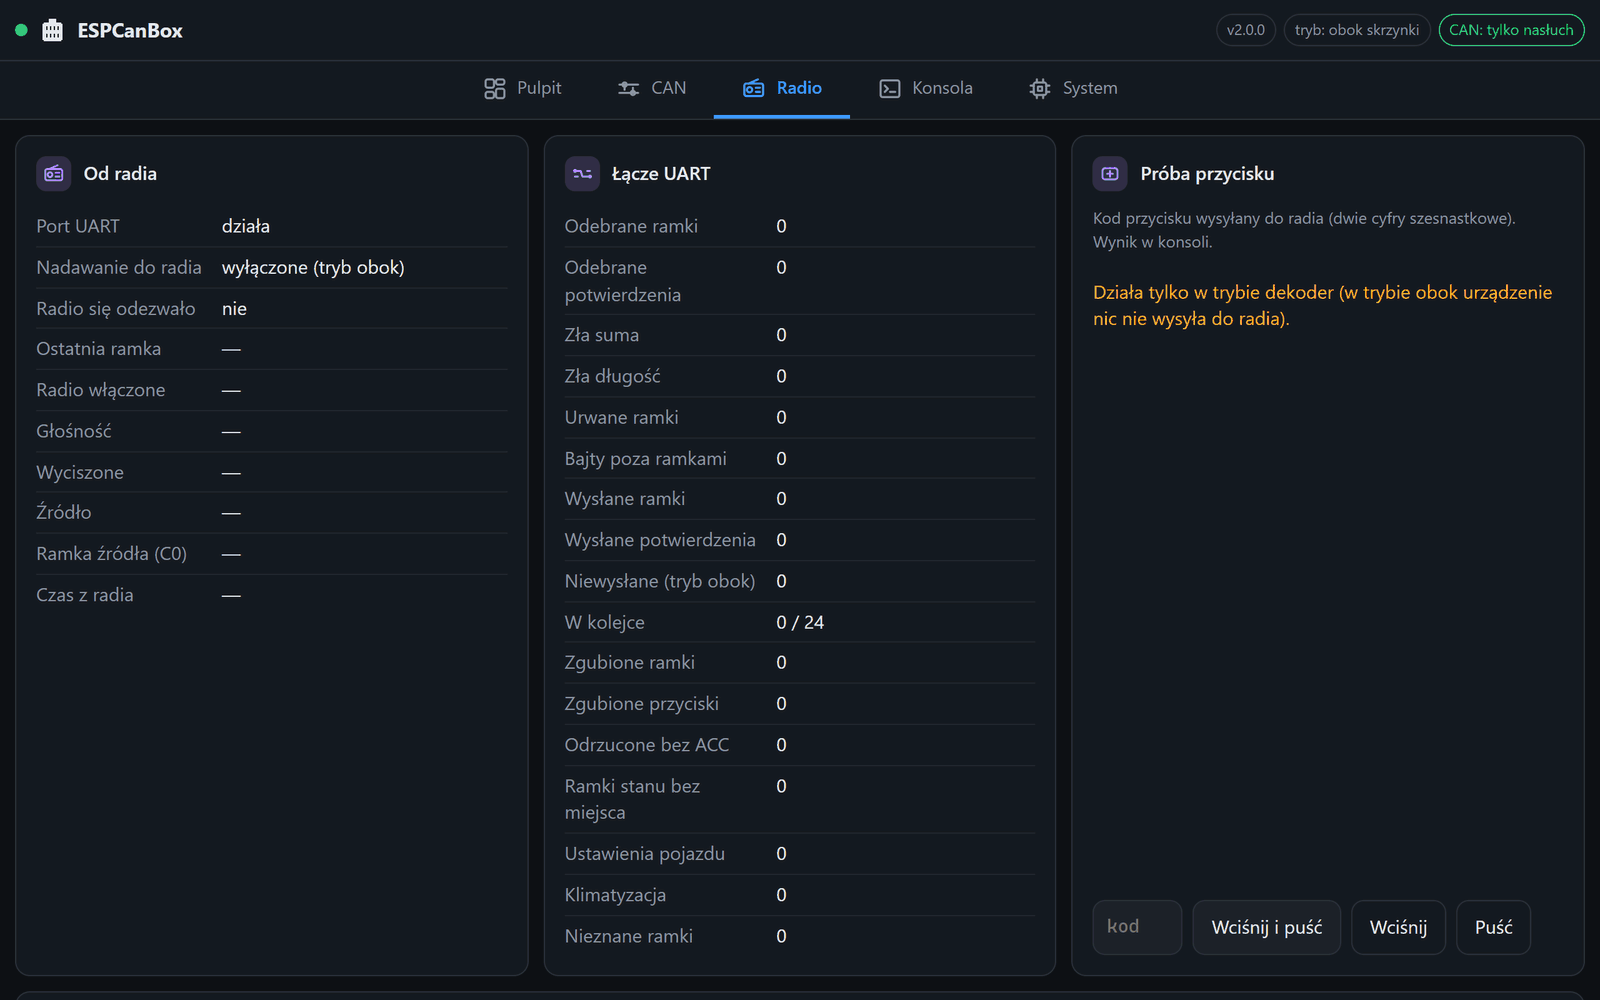 ESPCanBox
v2.0.0
tryb: obok skrzynki
CAN: tylko nasłuch
Pulpit
CAN
Radio
Konsola
System
Od radia
Port UART działa
Nadawanie do radia wyłączone (tryb obok)
Radio się odezwało nie
Ostatnia ramka —
Radio włączone —
Głośność —
Wyciszone —
Źródło —
Ramka źródła (C0) —
Czas z radia —
Łącze UART
Odebrane ramki 0
Odebrane 0
potwierdzenia
Zła suma 0
Zła długość 0
Urwane ramki 0
Bajty poza ramkami 0
Wysłane ramki 0
Wysłane potwierdzenia 0
Niewysłane (tryb obok) 0
W kolejce 0 / 24
Zgubione ramki 0
Zgubione przyciski 0
Odrzucone bez ACC 0
Ramki stanu bez 0
miejsca
Ustawienia pojazdu 0
Klimatyzacja 0
Nieznane ramki 0
Próba przycisku
Kod przycisku wysyłany do radia (dwie cyfry szesnastkowe).
Wynik w konsoli.
Działa tylko w trybie dekoder (w trybie obok urządzenie
nic nie wysyła do radia).
kod
Wciśnij i puść
Wciśnij
Puść